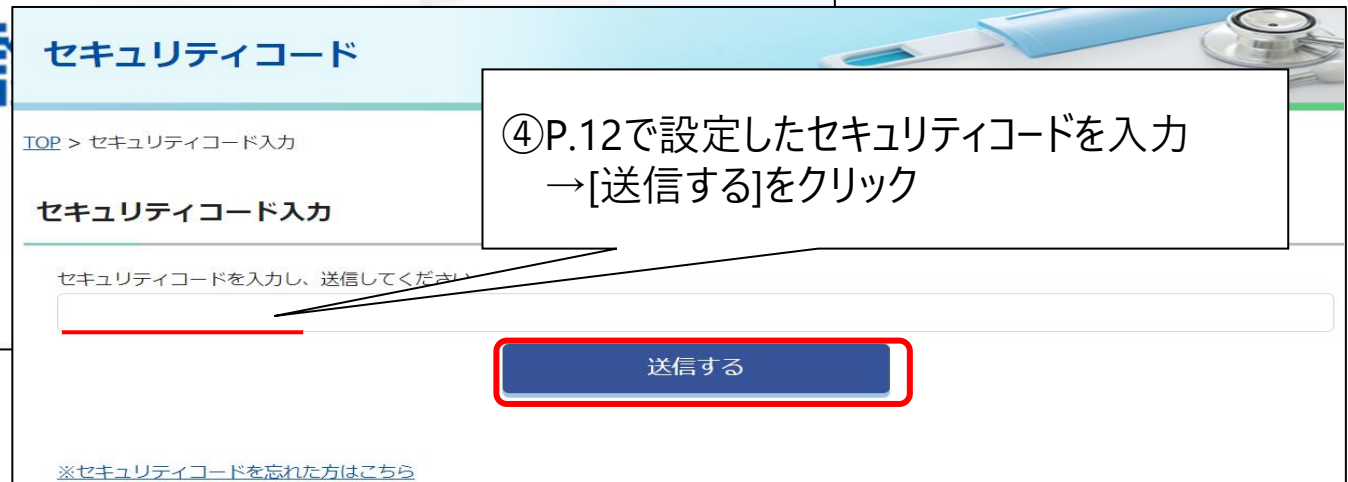 セキュリティコード
④P.12で設定したセキュリティコードを入力
→[送信する]をクリック
TOP > セキュリティコード入力
セキュリティコード入力
セキュリティコードを入力し、送信してください
送信する
※セキュリティコードを忘れた方はこちら